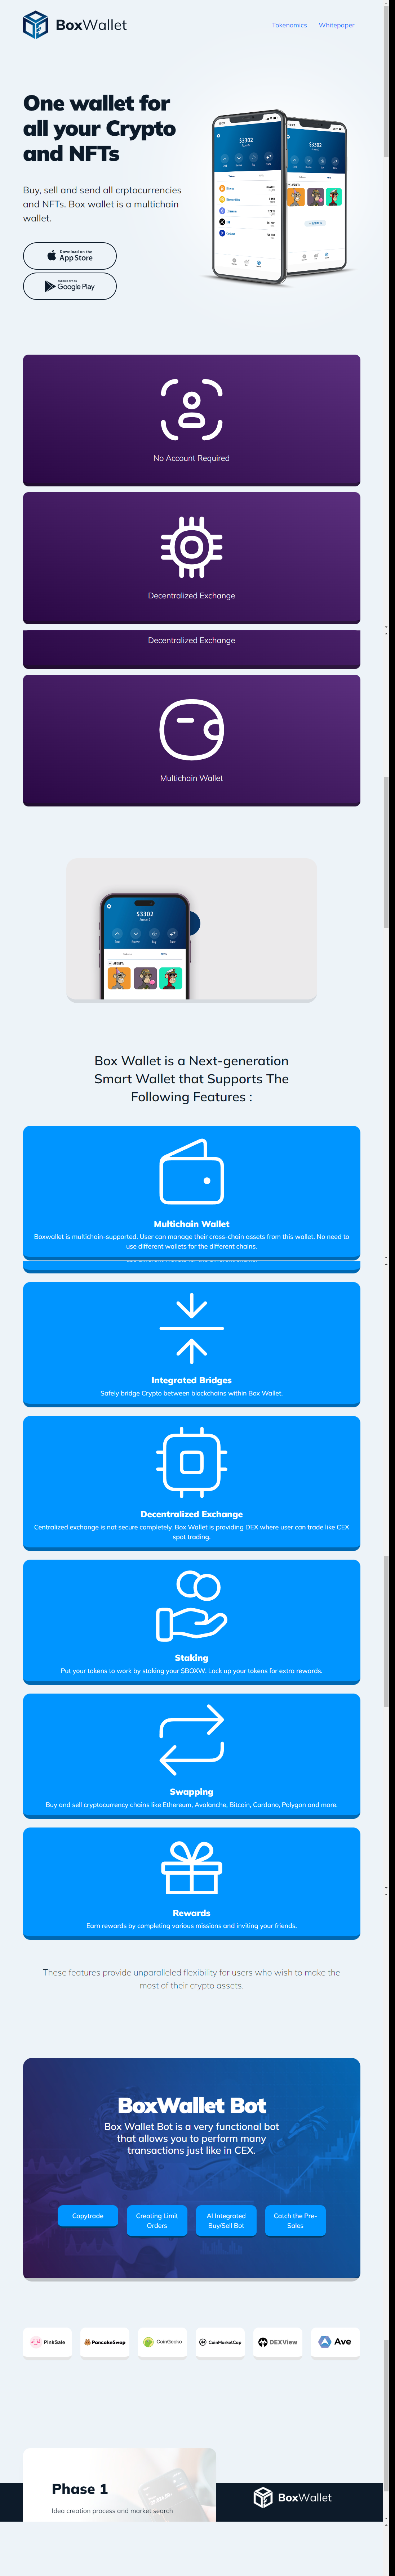 BoxWallet
Tokenomics
Whitepaper
One wallet for
all your Crypto
and NFTs
Buy, sell and send all crptocurrencies
and NFTs. Box wallet is a multichain
wallet.
Download on the
App Store
Google Play
$3302
$3302
No Account Required
Decentralized Exchange
Decentralized Exchange
Multichain Wallet
$3302
Box Wallet is a Next-generation
Smart Wallet that Supports The
Following Features :
Multichain Wallet
Boxwallet is multichain-supported. User can manage their cross-chain assets from this wallet. No need to
use different wallets for the different chains.
Integrated Bridges
Safely bridge Crypto between blockchains within Box Wallet.
Decentralized Exchange
Centralized exchange is not secure completely. Box Wallet is providing DEX where user can trade like CEX
spot trading.
Staking
Put your tokens to work by staking your $BOXW. Lock up your tokens for extra rewards.
Swapping
Buy and sell cryptocurrency chains like Ethereum, Avalanche, Bitcoin, Cardano, Polygon and more.
Rewards
Earn rewards by completing various missions and inviting your friends.
These features provide unparalleled flexibility for users who wish to make the
most of their crypto assets.
BoxWallet Bot
Box Wallet Bot is a very functional bot
that allows you to perform many
transactions just like in CEX.
Copytrade
Creating Limit
Orders
AI Integrated
Buy/Sell Bot
Catch the Pre-
Sales
PinkSale
PancakeSwap
CoinGecko
CoinMarketCap
DEXView
Ave
Phase 1
Idea creation process and market search
BoxWallet